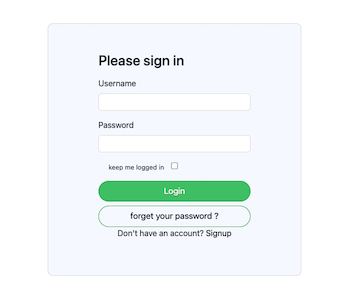 Please sign in
Username
Password
keep me logged in
Login
forget your password ?
Don't have an account? Signup